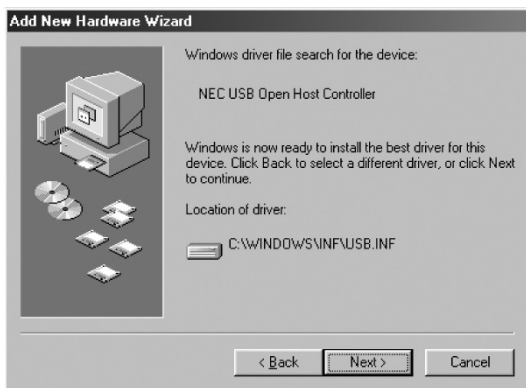 Add New Hardware Wizard
Windows driver file search for the device:
NEC USB Open Host Controller
Windows is now ready to install the best driver for this
device. Click Back to select a different driver, or click Next
to continue.
Location of driver:
C:\WINDOWS\INF\USB.INF
< Back
Next >
Cancel